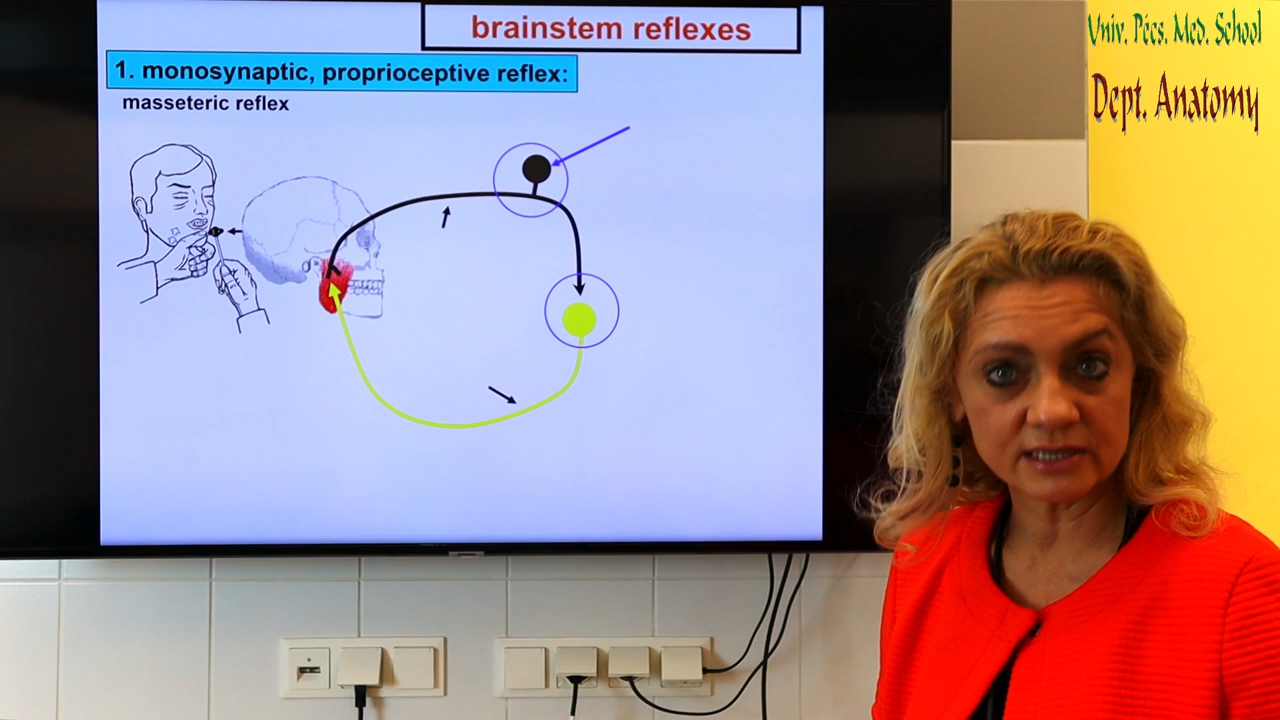 brainstem reflexes
1. monosynaptic, proprioceptive reflex:
masseteric reflex
Univ. Pécs. Med. School
Dept. Anatomy